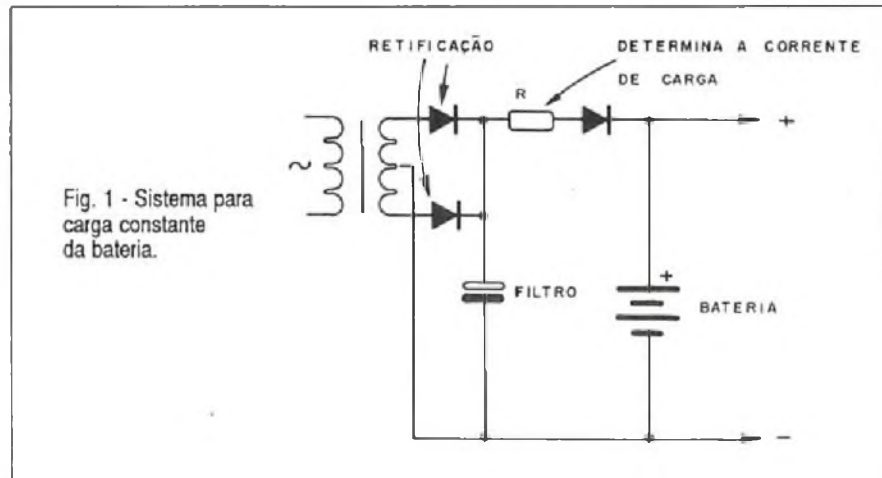 RETIFICAÇÃO
DETERMINA A CORRENTE
DE CARGA
R
+
~
Fig. 1 - Sistema para
carga constante
da bateria.
FILTRO
+
BATERIA
-